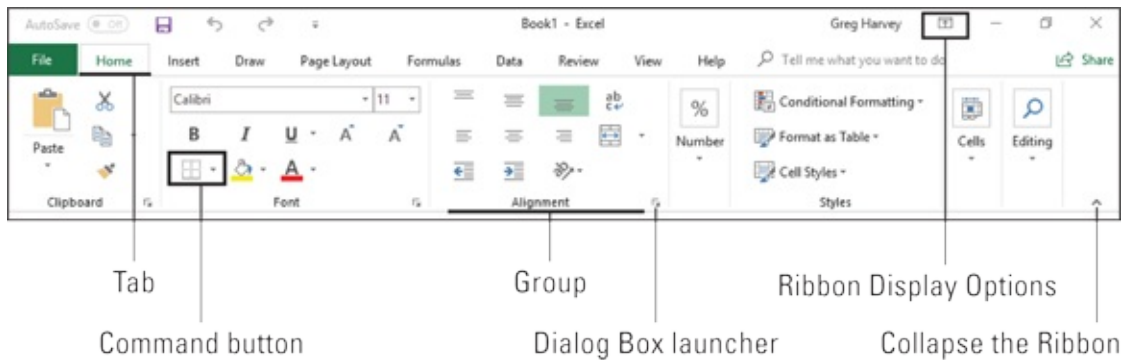 AutoSave Off Book1 - Excel Greg Harvey
File Home Insert Draw Page Layout Formulas Data Review View Help Tell me what you want to do Share
Calibri 11 ab
c
% Conditional Formatting
B I U A A Format as Table
Paste Number Cells Editing
A Cell Styles
Clipboard Font Alignment Styles
Tab Group Ribbon Display Options
Command button Dialog Box launcher Collapse the Ribbon